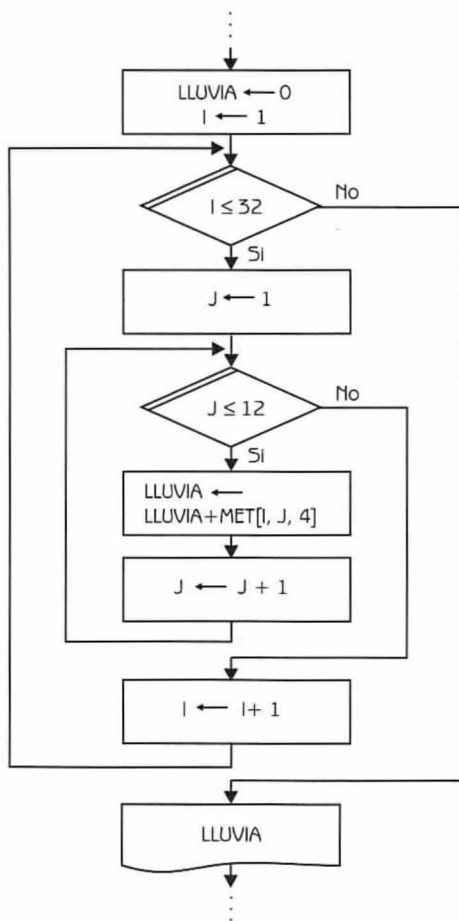 LLUVIA ← 0
I ← 1
I ≤ 32
No
Si
J ← 1
J ≤ 12
No
Si
LLUVIA ←
LLUVIA+MET[I, J, 4]
J ← J + 1
I ← I+ 1
LLUVIA